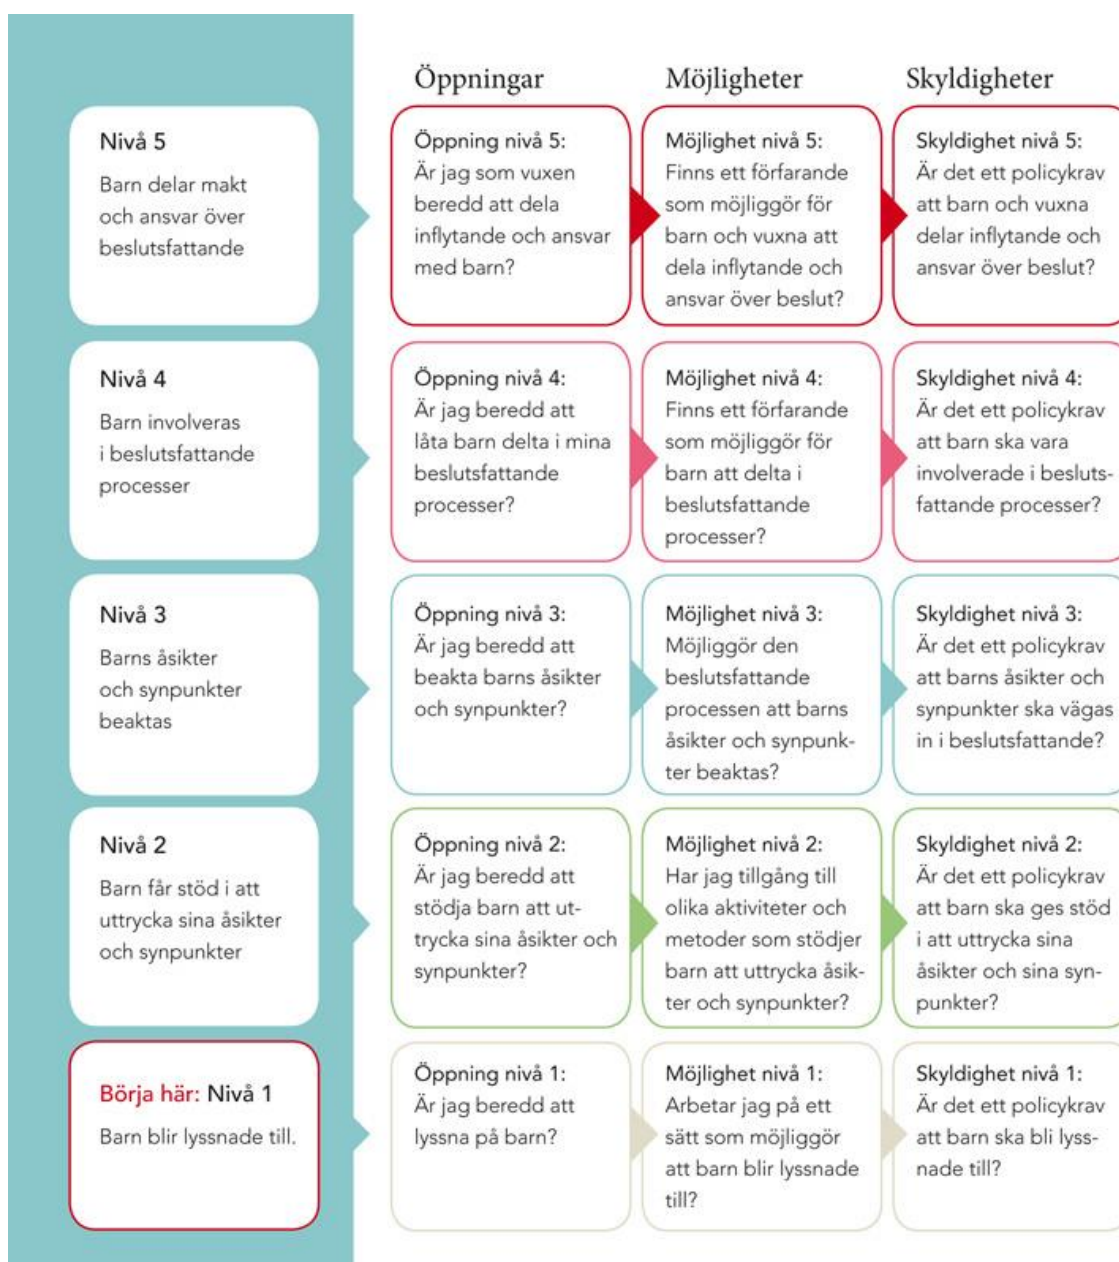 Öppningar
Möjligheter
Skyldigheter
Nivå 5
Barn delar makt
och ansvar över
beslutsfattande
Öppning nivå 5:
Är jag som vuxen
beredd att dela
inflytande och ansvar
med barn?
Möjlighet nivå 5:
Finns ett förfarande
som möjliggör för
barn och vuxna att
dela inflytande och
ansvar över beslut?
Skyldighet nivå 5:
Är det ett policykrav
att barn och vuxna
delar inflytande och
ansvar över beslut?
Nivå 4
Barn involveras
i beslutsfattande
processer
Öppning nivå 4:
Är jag beredd att
låta barn delta i mina
beslutsfattande
processer?
Möjlighet nivå 4:
Finns ett förfarande
som möjliggör för
barn att delta i
beslutsfattande
processer?
Skyldighet nivå 4:
Är det ett policykrav
att barn ska vara
involverade i besluts-
fattande processer?
Nivå 3
Barns åsikter
och synpunkter
beaktas
Öppning nivå 3:
Är jag beredd att
beakta barns åsikter
och synpunkter?
Möjlighet nivå 3:
Möjliggör den
beslutsfattande
processen att barns
åsikter och synpunk-
ter beaktas?
Skyldighet nivå 3:
Är det ett policykrav
att barns åsikter och
synpunkter ska vägas
in i beslutsfattande?
Nivå 2
Barn får stöd i att
uttrycka sina åsikter
och synpunkter
Öppning nivå 2:
Är jag beredd att
stödja barn att ut-
trycka sina åsikter och
synpunkter?
Möjlighet nivå 2:
Har jag tillgång till
olika aktiviteter och
metoder som stödjer
barn att uttrycka åsik-
ter och synpunkter?
Skyldighet nivå 2:
Är det ett policykrav
att barn ska ges stöd
i att uttrycka sina
åsikter och sina syn-
punkter?
Börja här: Nivå 1
Barn blir lyssnade till.
Öppning nivå 1:
Är jag beredd att
lyssna på barn?
Möjlighet nivå 1:
Arbetar jag på ett
sätt som möjliggör
att barn blir lyssnade
till?
Skyldighet nivå 1:
Är det ett policykrav
att barn ska bli lyss-
nade till?